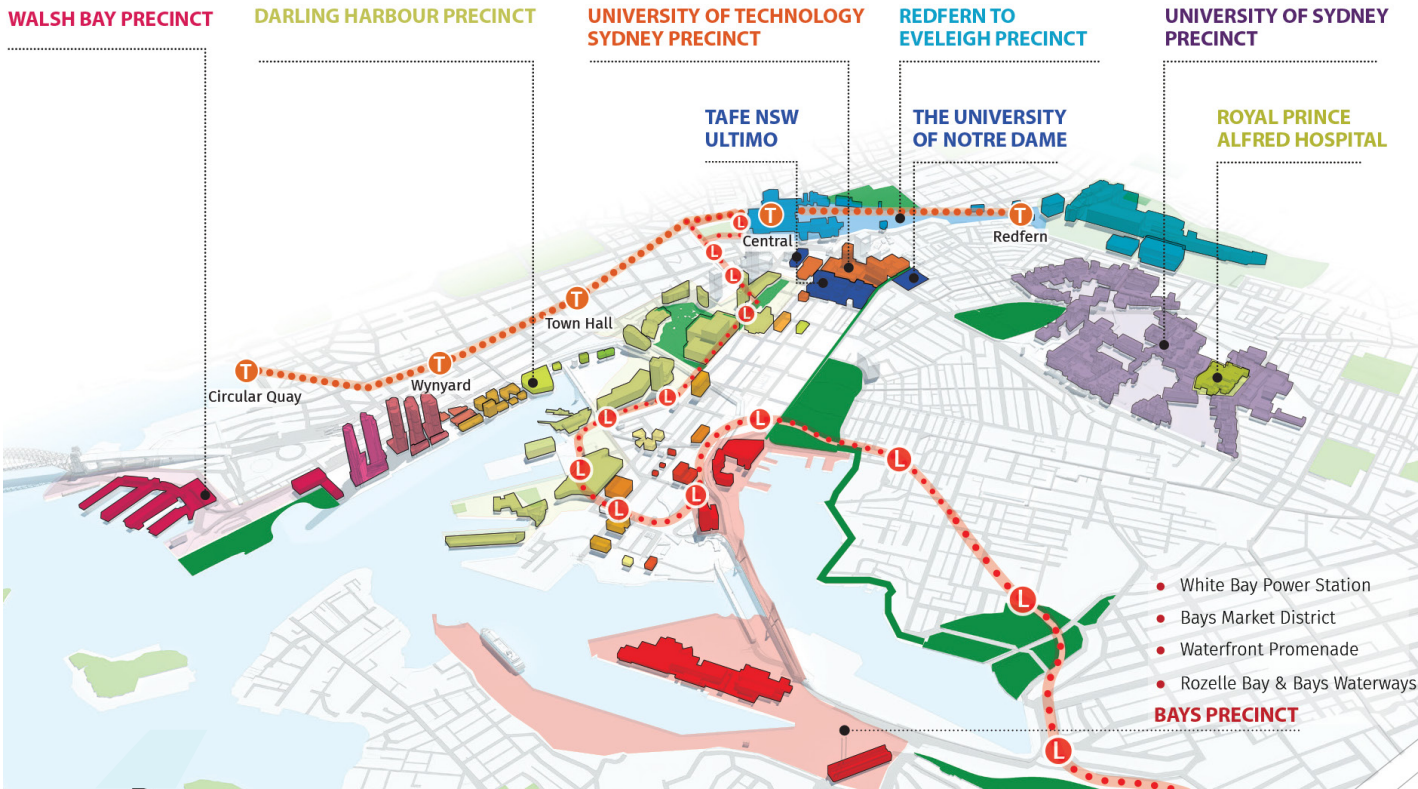 WALSH BAY PRECINCT
DARLING HARBOUR PRECINCT
UNIVERSITY OF TECHNOLOGY
SYDNEY PRECINCT
REDFERN TO
EVELEIGH PRECINCT
UNIVERSITY OF SYDNEY
PRECINCT
TAFE NSW
ULTIMO
THE UNIVERSITY
OF NOTRE DAME
ROYAL PRINCE
ALFRED HOSPITAL
L
T
Central
T
Redfern
L
L
T
Town Hall
L
T
Circular Quay
T
Wynyard
L
L
L
L
L
L
L
L
L
White Bay Power Station
Bays Market District
Waterfront Promenade
Rozelle Bay & Bays Waterways
BAYS PRECINCT